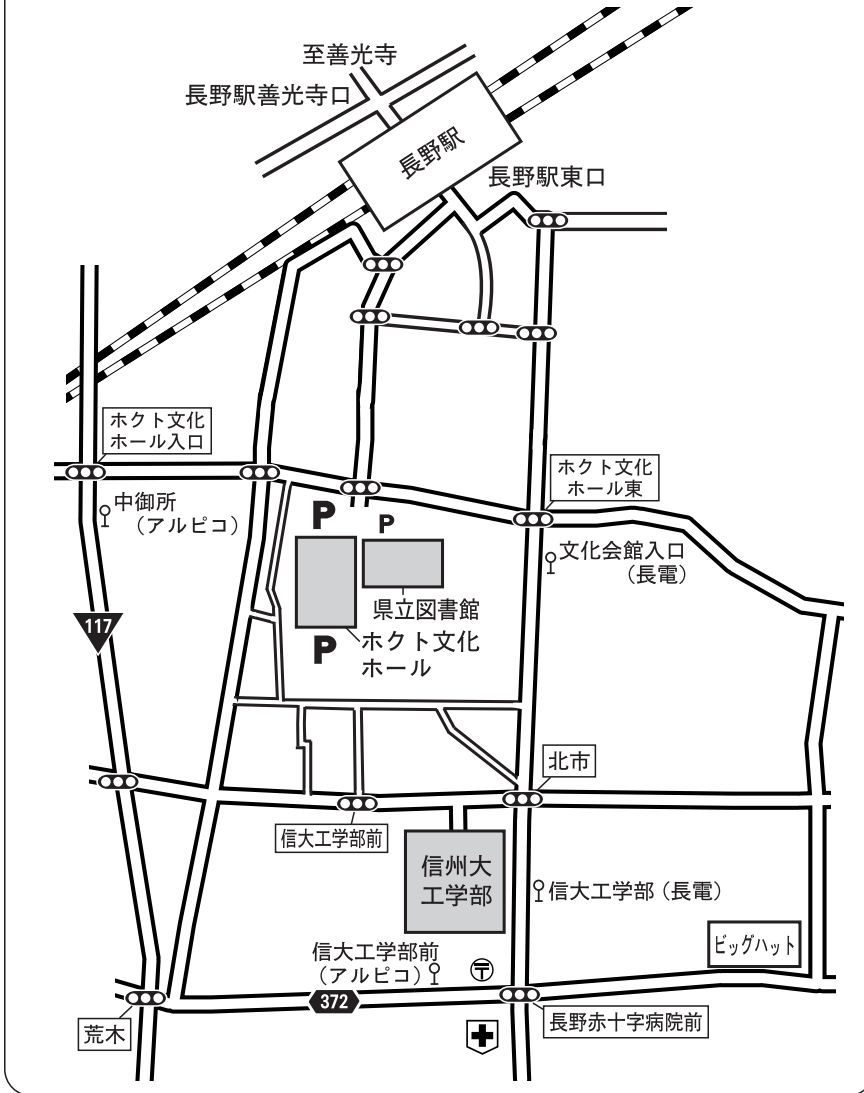 至善光寺
長野駅善光寺口
長野駅
長野駅東口
ホクト文化
ホール入口
ホクト文化
ホール東
中御所
（アルピコ）
P
P
文化会館入口
（長電）
県立図書館
117
P
ホクト文化
ホール
北市
信大工学部前
信州大
工学部
信大工学部（長電）
ビッグハット
信大工学部前
（アルピコ）
〒
372
長野赤十字病院前
荒木